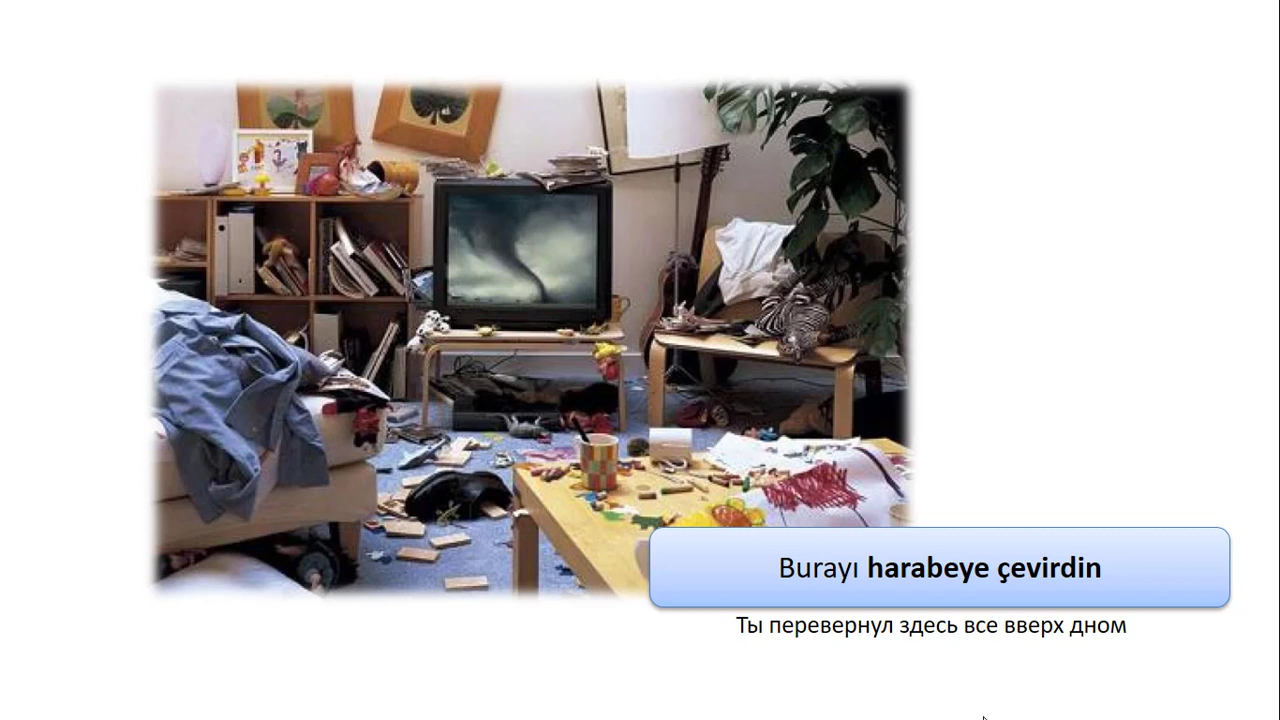 Burayı harabeye çevirdin
Ты перевернул здесь все вверх дном